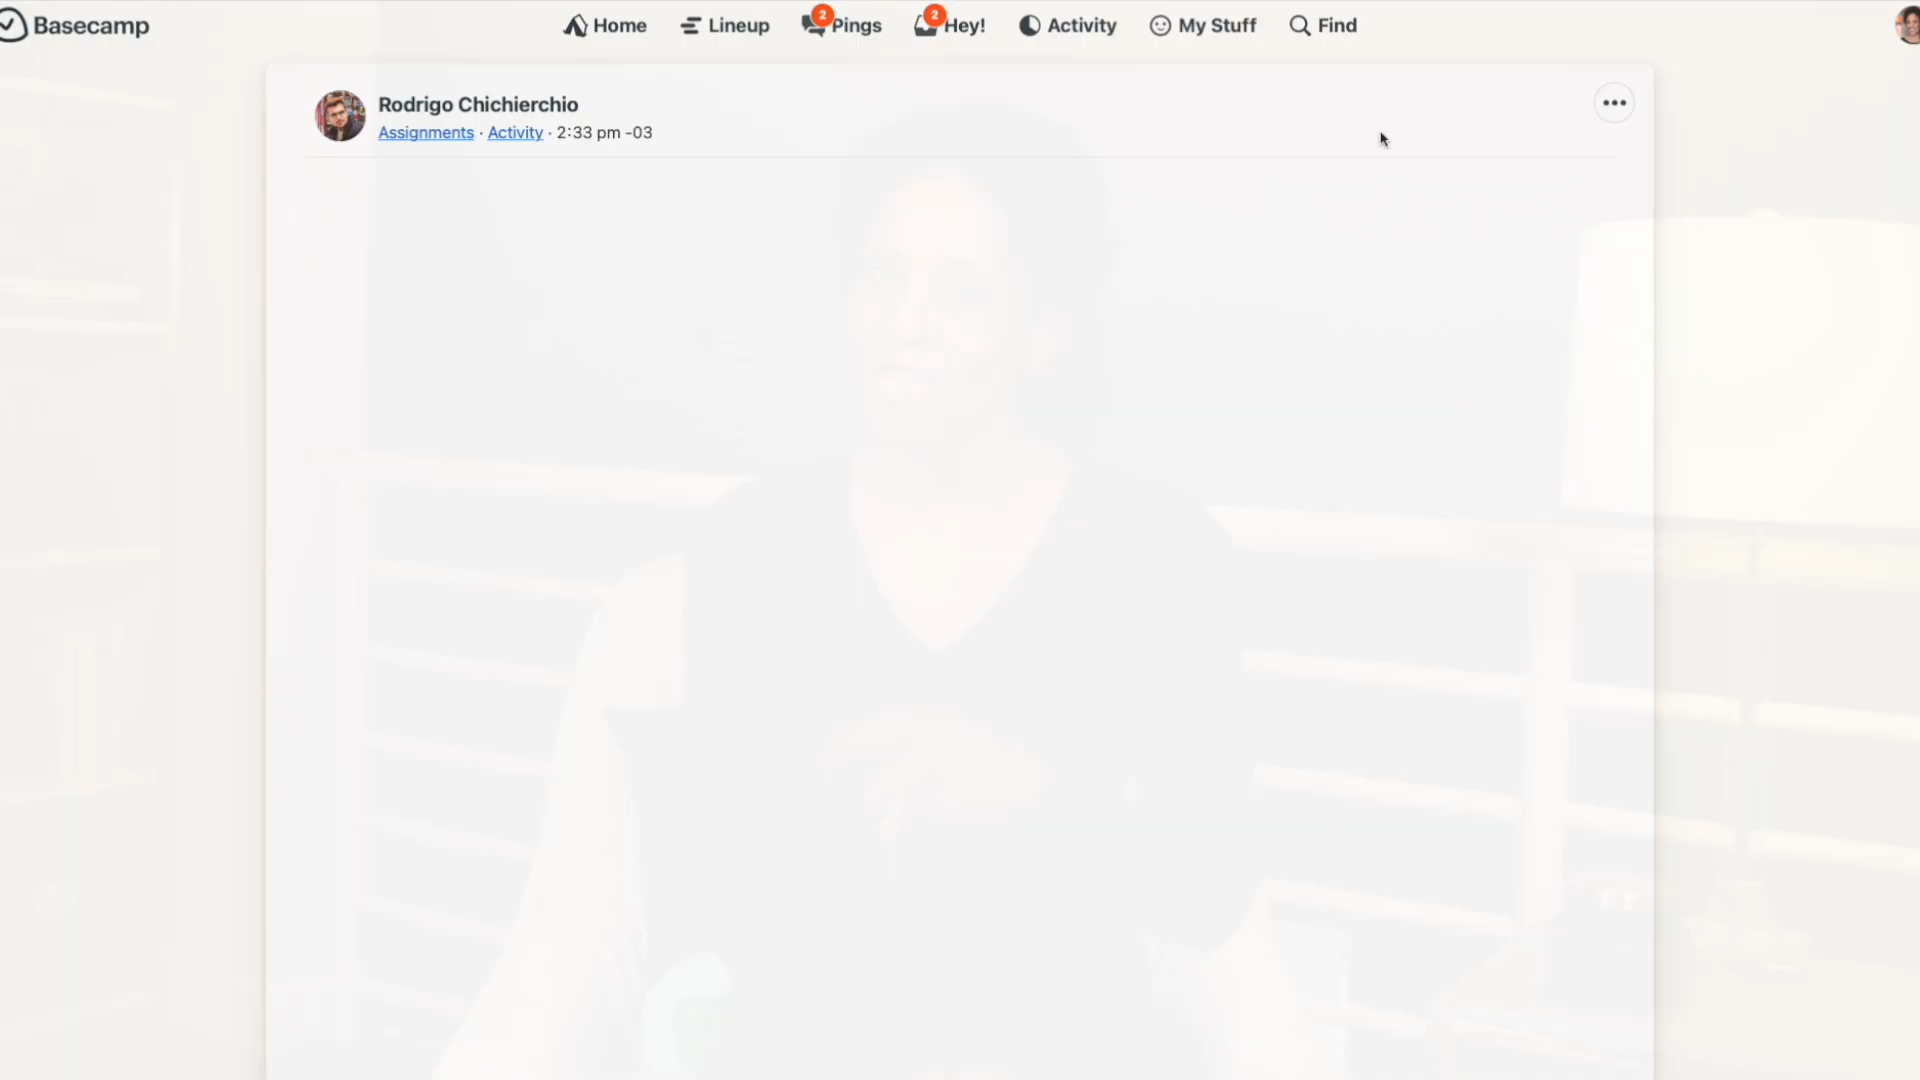 Basecamp
Home
Lineup
2
Pings
2
Hey!
Activity
My Stuff
Find
Rodrigo Chichierchio
Assignments · Activity · 2:33 pm -03